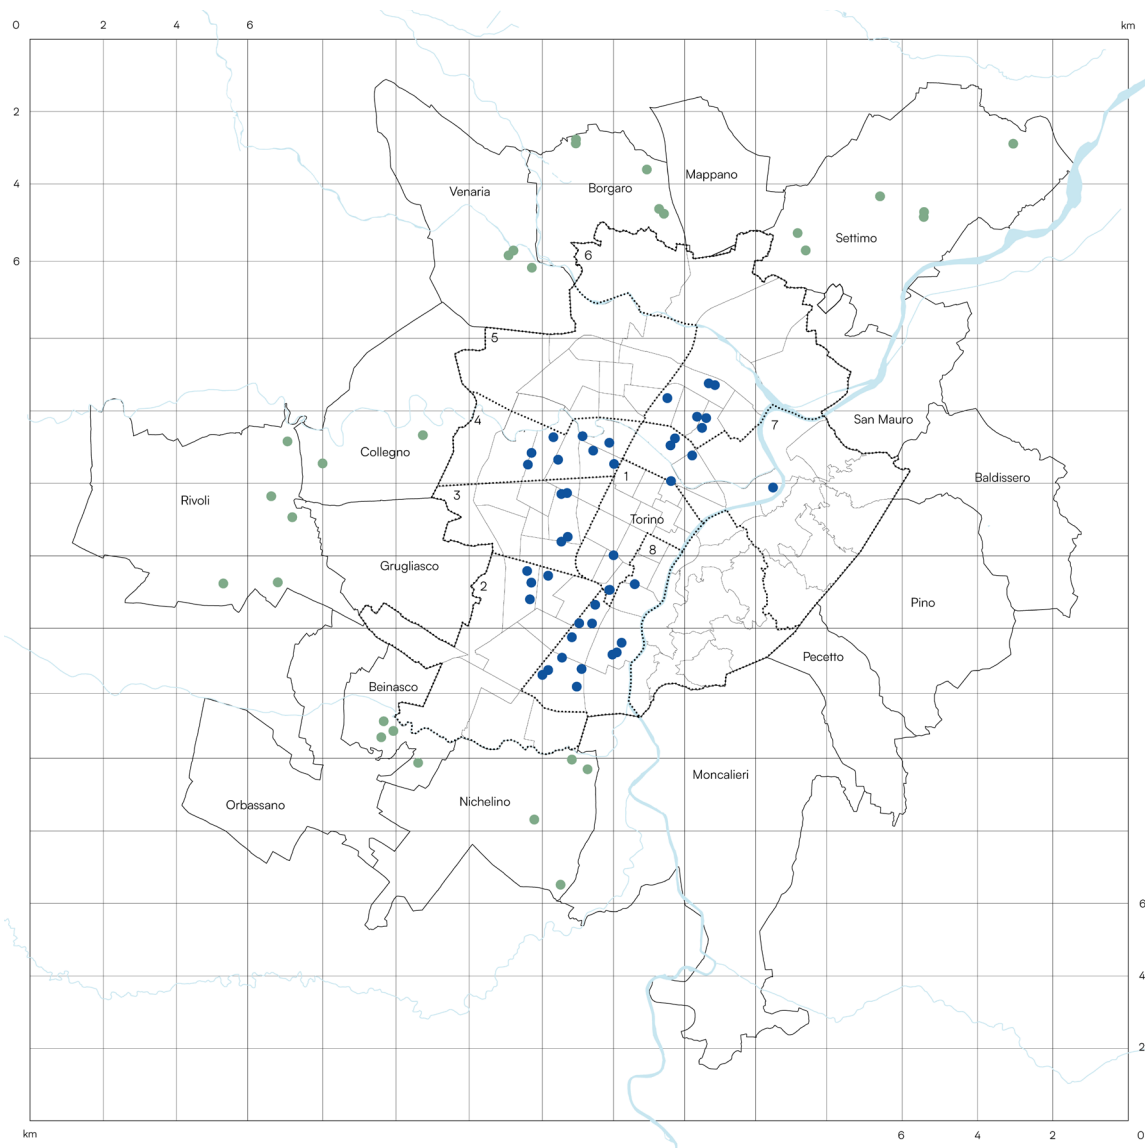 0 2 4 6 km
2
4
6
Mappano
Borgaro
Venaria
Settimo
6
5
San Mauro
4
7
Collegno
1
Baldissero
3
Rivoli
Torino
8
Grugliasco
2
Pino
Pecetto
Beinasco
Moncalieri
Nichelino
Orbassano
6
4
2
km 6 4 2 0